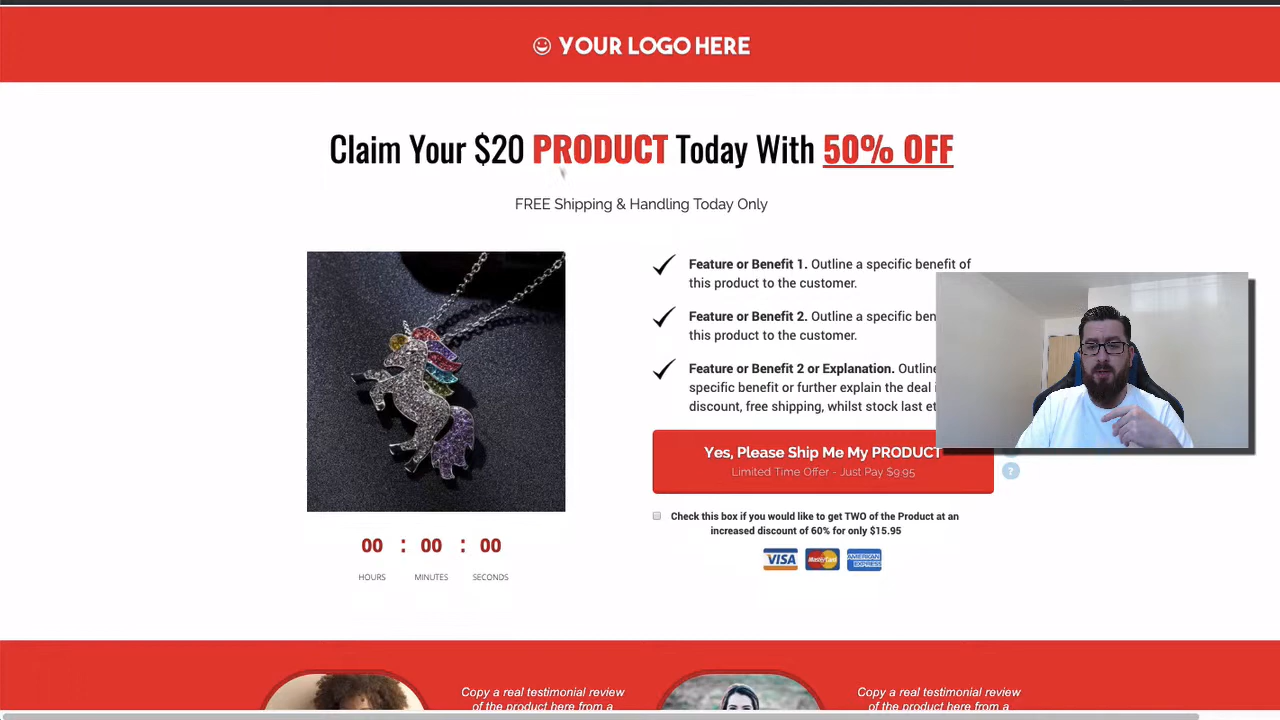 YOUR LOGO HERE
Claim Your $20 PRODUCT Today With 50% OFF
FREE Shipping & Handling Today Only
Feature or Benefit 1. Outline a specific benefit of
this product to the customer.
Feature or Benefit 2. Outline a specific ben
this product to the customer.
Feature or Benefit 2 or Explanation. Outline
specific benefit or further explain the deal
discount, free shipping, whilst stock last et
Yes, Please Ship Me My PRODUCT
Limited Time Offer - Just Pay $9.95
?
Check this box if you would like to get TWO of the Product at an
increased discount of 60% for only $15.95
VISA MasterCard AMERICAN EXPRESS
00 : 00 : 00
HOURS MINUTES SECONDS
Copy a real testimonial review
of the product here from a
Copy a real testimonial review
of the product here from a